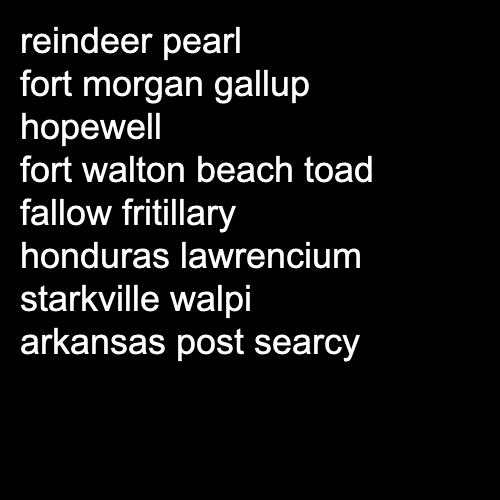 reindeer pearl
fort morgan gallup
hopewell
fort walton beach toad
fallow fritillary
honduras lawrencium
starkville walpi
arkansas post searcy